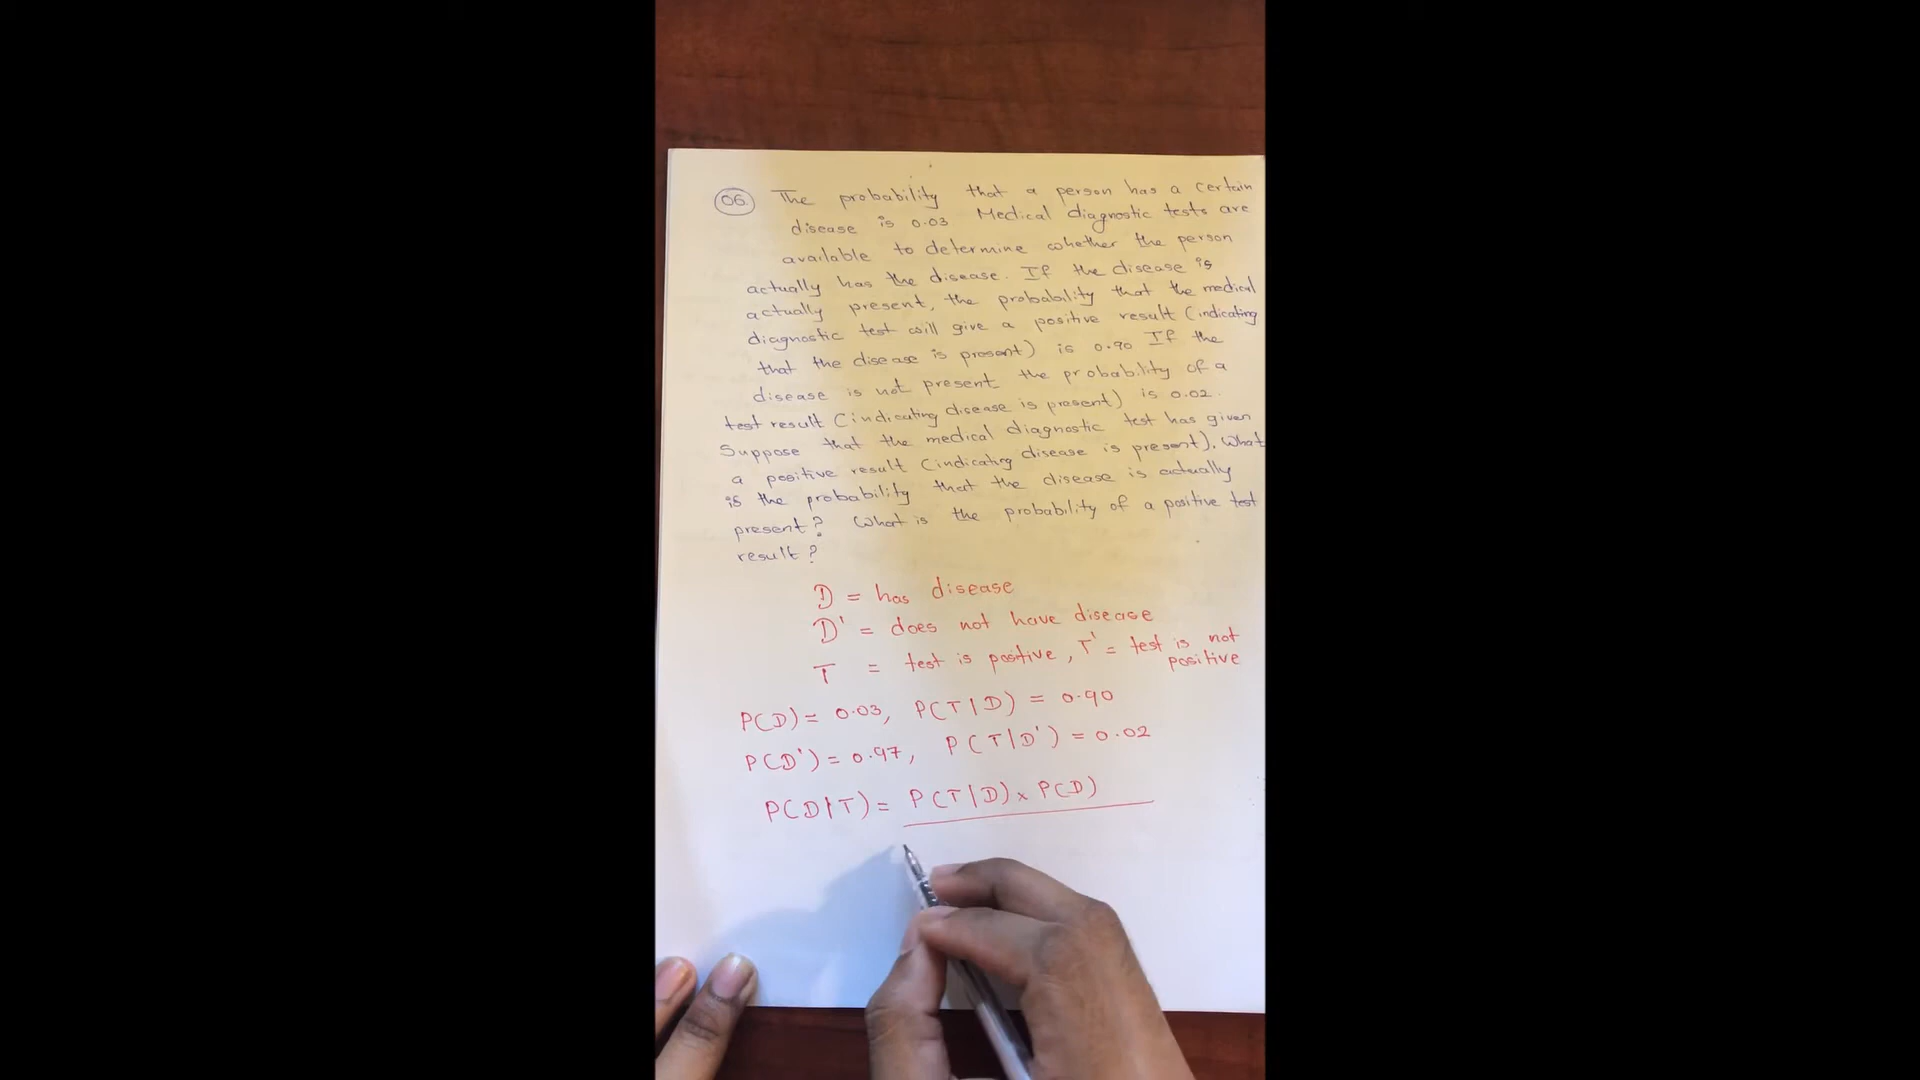 06. The probability that a person has a certain
disease is 0.03 Medical diagnostic tests are
available to determine whether the person
actually has the disease. If the disease is
actually present, the probability that the medical
diagnostic test will give a positive result (indicating
that the disease is present) is 0.90 If the
disease is not present the probability of a
test result (indicating disease is present) is 0.02.
Suppose that the medical diagnostic test has given
a positive result (indicating disease is present). What
is the probability that the disease is actually
present? What is the probability of a positive test
result?
D = has disease
D' = does not have disease
T = test is positive, T' = test is not
positive
P(D) = 0.03, P(T|D) = 0.90
P(D') = 0.97, P(T|D') = 0.02
P(D|T) = P(T|D) x P(D)